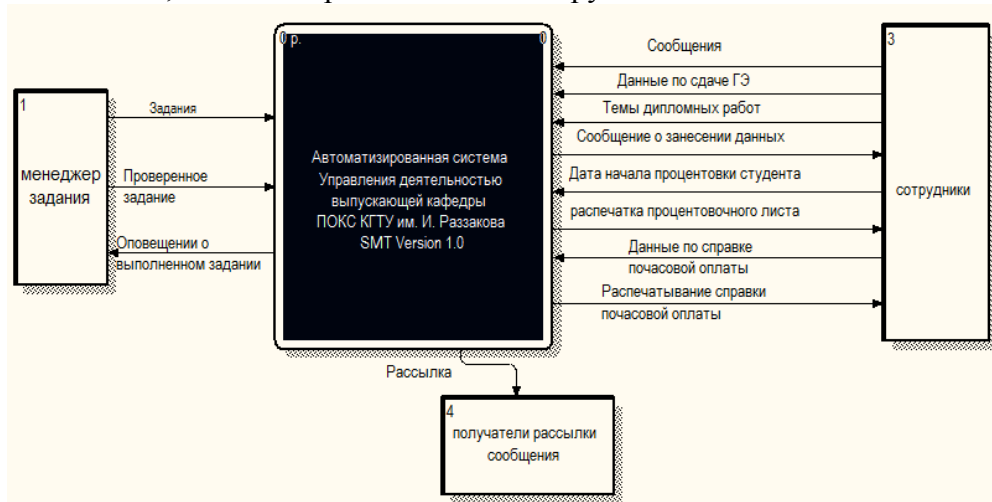 0 р.
0
1
менеджер
задания
Задания
Проверенное
задание
Оповещении о
выполненном задании
Автоматизированная система
Управления деятельностью
выпускающей кафедры
ПОКС КГТУ им. И. Раззакова
SMT Version 1.0
Сообщения
Данные по сдаче ГЭ
Темы дипломных работ
Сообщение о занесении данных
Дата начала процентовки студента
распечатка процентовочного листа
Данные по справке
почасовой оплаты
Распечатывание справки
почасовой оплаты
3
сотрудники
Рассылка
4
получатели рассылки
сообщения